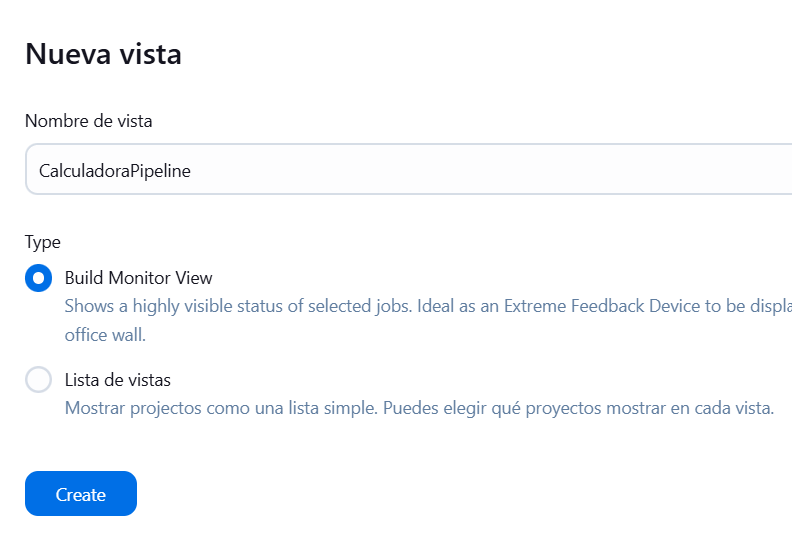 Nueva vista
Nombre de vista
CalculadoraPipeline
Type
Build Monitor View
Shows a highly visible status of selected jobs. Ideal as an Extreme Feedback Device to be
office wall.
Lista de vistas
Mostrar projectos como una lista simple. Puedes elegir qué proyectos mostrar en cada vista.
Create